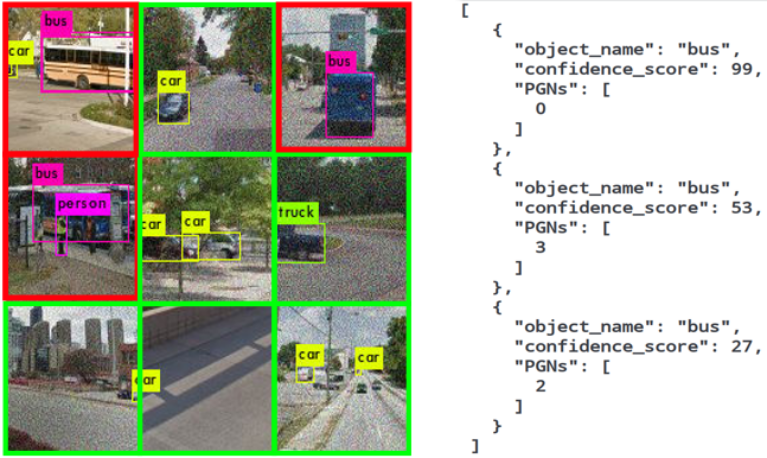 bus
car
car
bus
bus
person
car
car
truck
car
car
car
[
{
"object_name": "bus",
"confidence_score": 99,
"PGNs": [
0
]
},
{
"object_name": "bus",
"confidence_score": 53,
"PGNs": [
3
]
},
{
"object_name": "bus",
"confidence_score": 27,
"PGNs": [
2
]
}
]